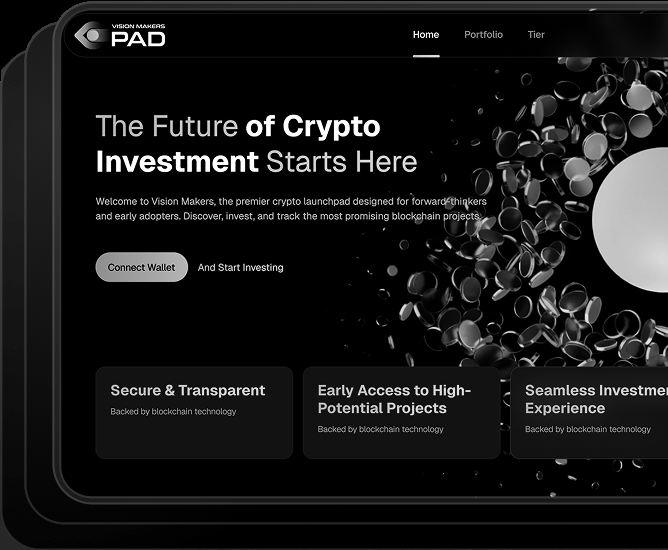 VISION MAKERS
PAD
Home
Portfolio
Tier
The Future of Crypto
Investment Starts Here
Welcome to Vision Makers, the premier crypto launchpad designed for forward-thinkers
and early adopters. Discover, invest, and track the most promising blockchain projects.
Connect Wallet
And Start Investing
Secure & Transparent
Backed by blockchain technology
Early Access to High-
Potential Projects
Backed by blockchain technology
Seamless Investmen
Experience
Backed by blockchain technology